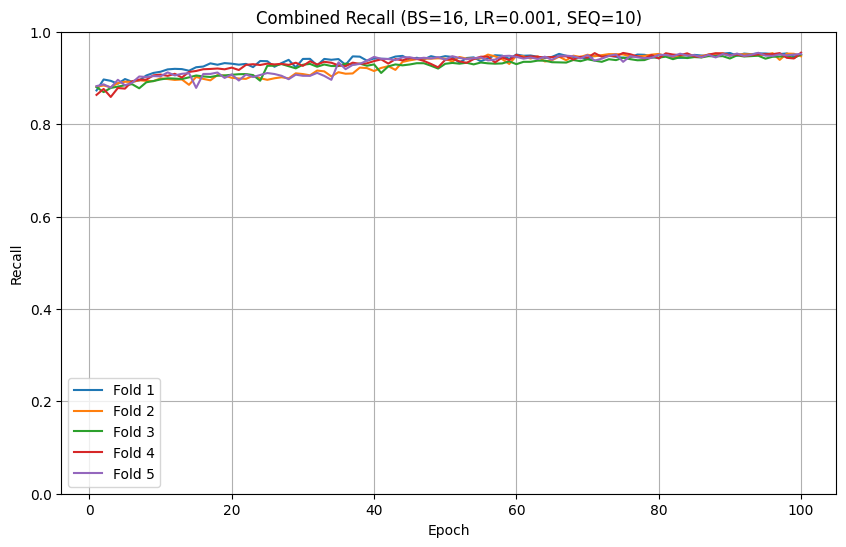 Combined Recall (BS=16, LR=0.001, SEQ=10)
Recall
1.0
0.8
0.6
0.4
0.2
0.0
Fold 1
Fold 2
Fold 3
Fold 4
Fold 5
0 20 40 60 80 100
Epoch